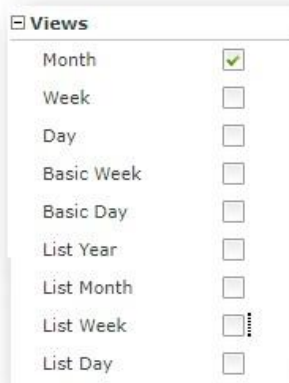 Views
Month
Week
Day
Basic Week
Basic Day
List Year
List Month
List Week
List Day